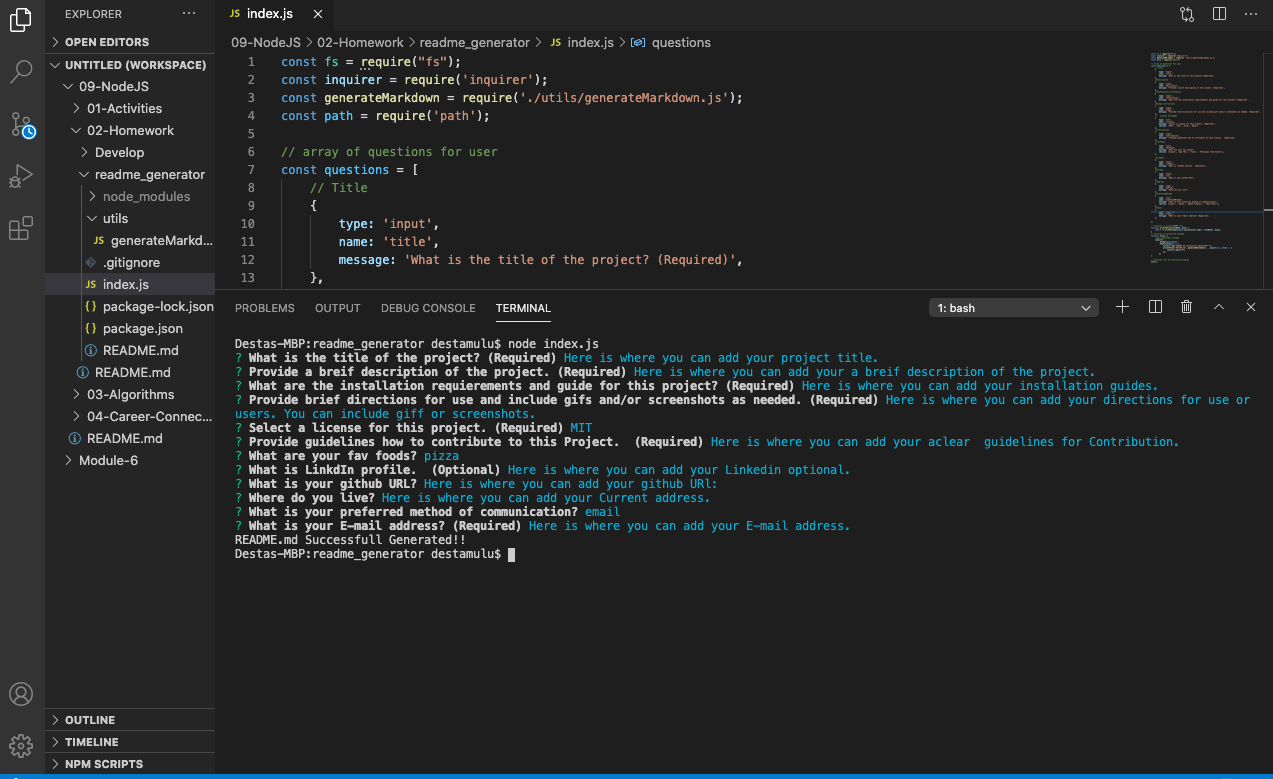 EXPLORER
OPEN EDITORS
UNTITLED (WORKSPACE)
09-NodeJS
01-Activities
02-Homework
Develop
readme_generator
node_modules
utils
JS generateMarkd...
.gitignore
JS index.js
{} package-lock.json
{} package.json
README.md
README.md
03-Algorithms
04-Career-Connec...
README.md
Module-6
OUTLINE
TIMELINE
NPM SCRIPTS
JS index.js
09-NodeJS > 02-Homework > readme_generator > JS index.js > questions
1 const fs = require("fs");
2 const inquirer = require('inquirer');
3 const generateMarkdown = require('./utils/generateMarkdown.js');
4 const path = require('path');
5
6 // array of questions for user
7 const questions = [
8 // Title
9 {
10 type: 'input',
11 name: 'title',
12 message: 'What is the title of the project? (Required)',
13 },
PROBLEMS OUTPUT DEBUG CONSOLE TERMINAL 1: bash
Destas-MBP:readme_generator destamulu$ node index.js
? What is the title of the project? (Required) Here is where you can add your project title.
? Provide a breif description of the project. (Required) Here is where you can add your a breif description of the project.
? What are the installation requierements and guide for this project? (Required) Here is where you can add your installation guides.
? Provide brief directions for use and include gifs and/or screenshots as needed. (Required) Here is where you can add your directions for use or
users. You can include giff or screenshots.
? Select a license for this project. (Required) MIT
? Provide guidelines how to contribute to this Project.  (Required) Here is where you can add your aclear  guidelines for Contribution.
? What are your fav foods? pizza
? What is LinkdIn profile.  (Optional) Here is where you can add your Linkedin optional.
? What is your github URL? Here is where you can add your github URl:
? Where do you live? Here is where you can add your Current address.
? What is your preferred method of communication? email
? What is your E-mail address? (Required) Here is where you can add your E-mail address.
README.md Successfull Generated!!
Destas-MBP:readme_generator destamulu$